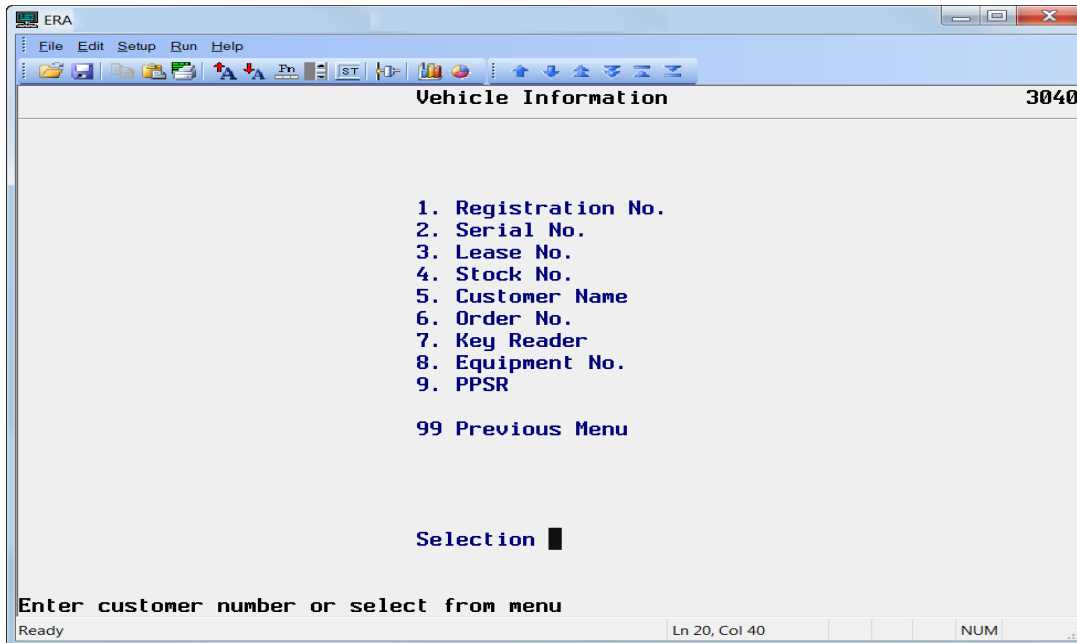 ERA
File Edit Setup Run Help
Fn ST
Vehicle Information 3040
1. Registration No.
2. Serial No.
3. Lease No.
4. Stock No.
5. Customer Name
6. Order No.
7. Key Reader
8. Equipment No.
9. PPSR
99 Previous Menu
Selection
Enter customer number or select from menu
Ready Ln 20, Col 40 NUM